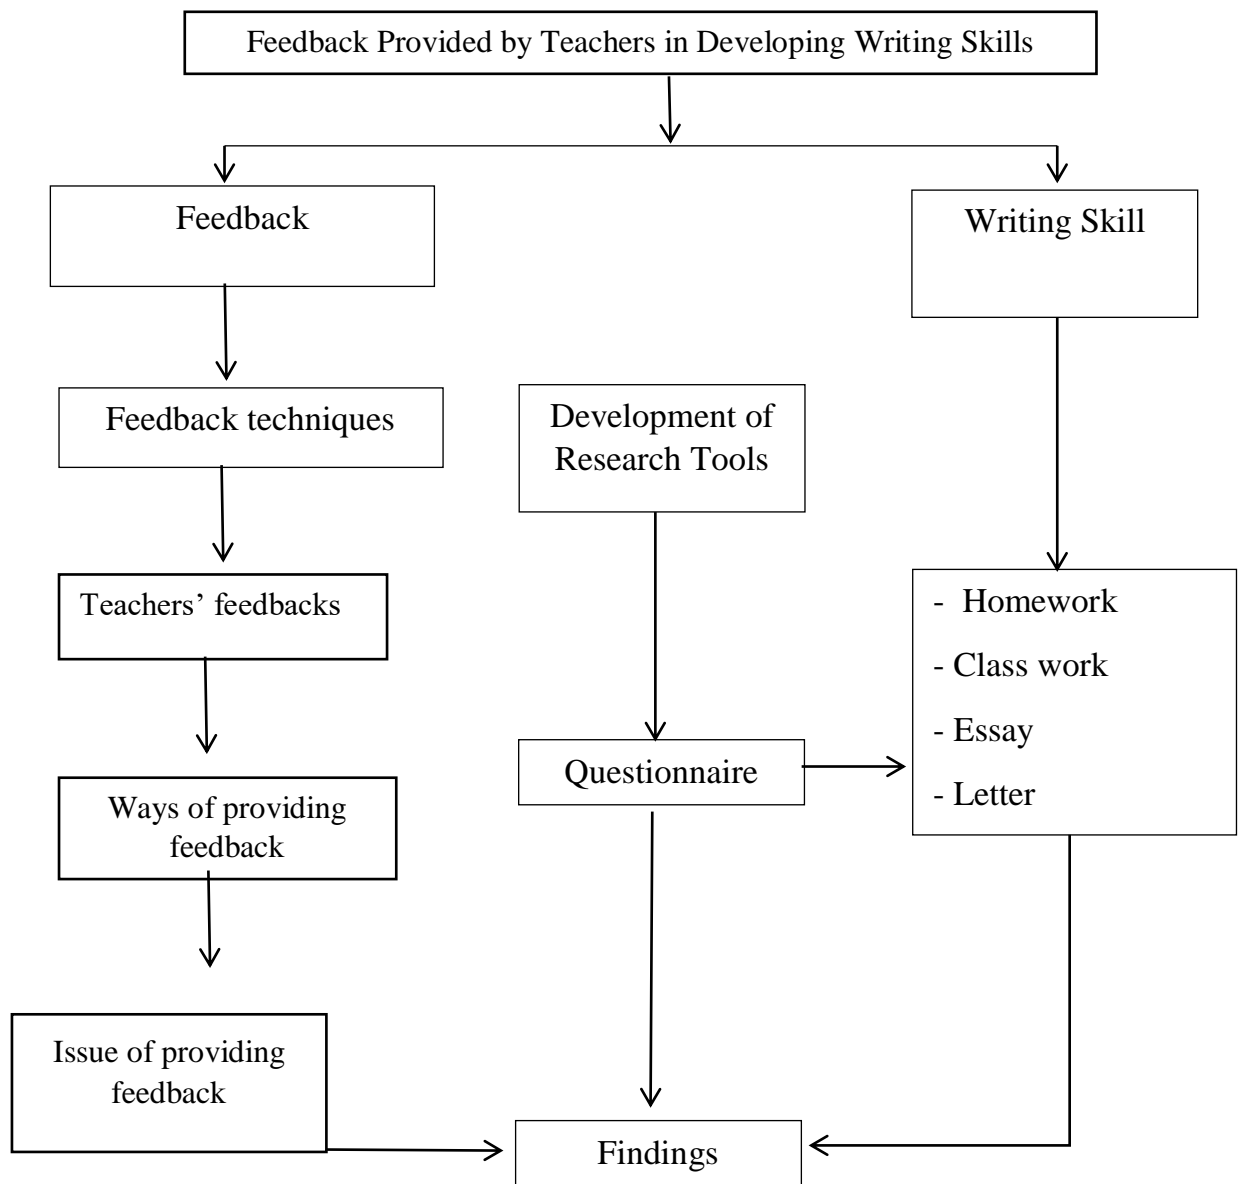 Feedback Provided by Teachers in Developing Writing Skills
Feedback
Writing Skill
Feedback techniques
Development of
Research Tools
Teachers’ feedbacks
- Homework
- Class work
- Essay
- Letter
Questionnaire
Ways of providing
feedback
Issue of providing
feedback
Findings